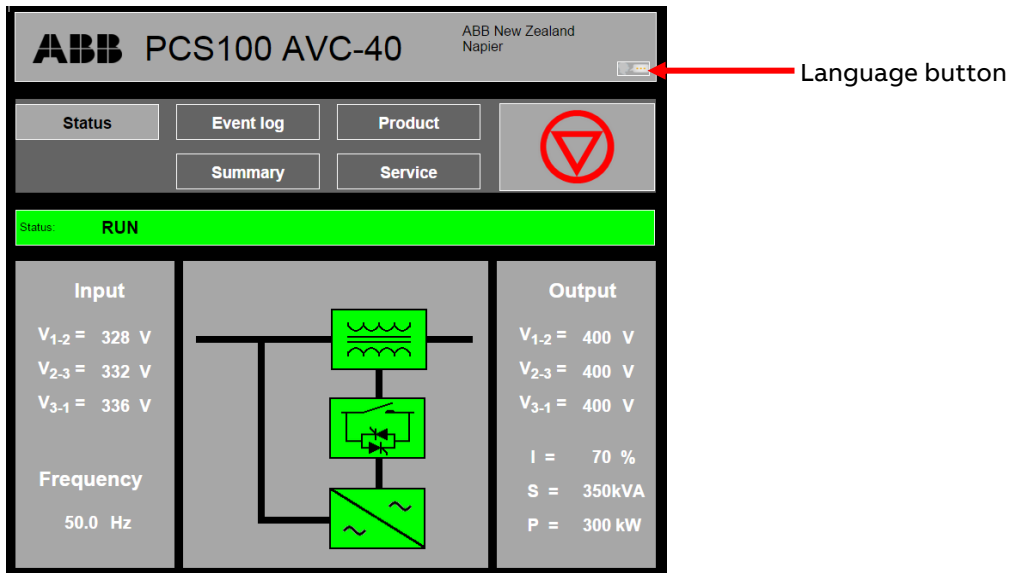 ABB PCS100 AVC-40
ABB New Zealand
Napier
Language button
Status
Event log
Product
Summary
Service
Status: RUN
Input
V1-2 = 328 V
V2-3 = 332 V
V3-1 = 336 V
Frequency
50.0 Hz
Output
V1-2 = 400 V
V2-3 = 400 V
V3-1 = 400 V
I = 70 %
S = 350kVA
P = 300 kW